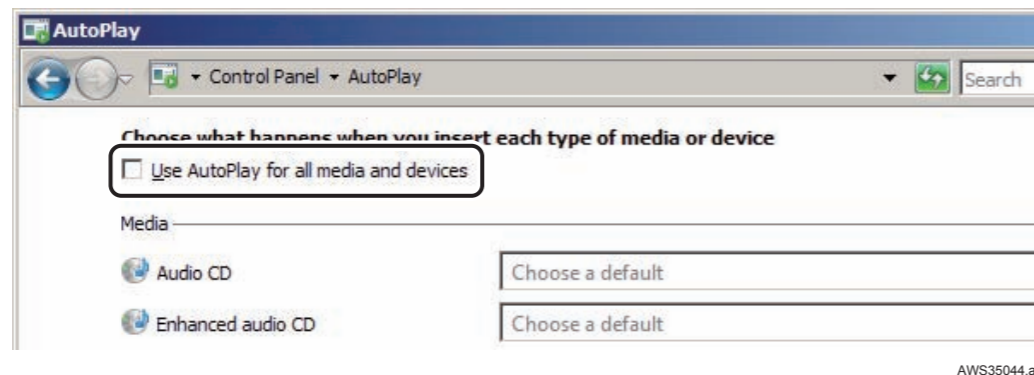 AutoPlay
Control Panel AutoPlay Search
Choose what happens when you insert each type of media or device
Use AutoPlay for all media and devices
Media
Audio CD Choose a default
Enhanced audio CD Choose a default
AWS35044.a